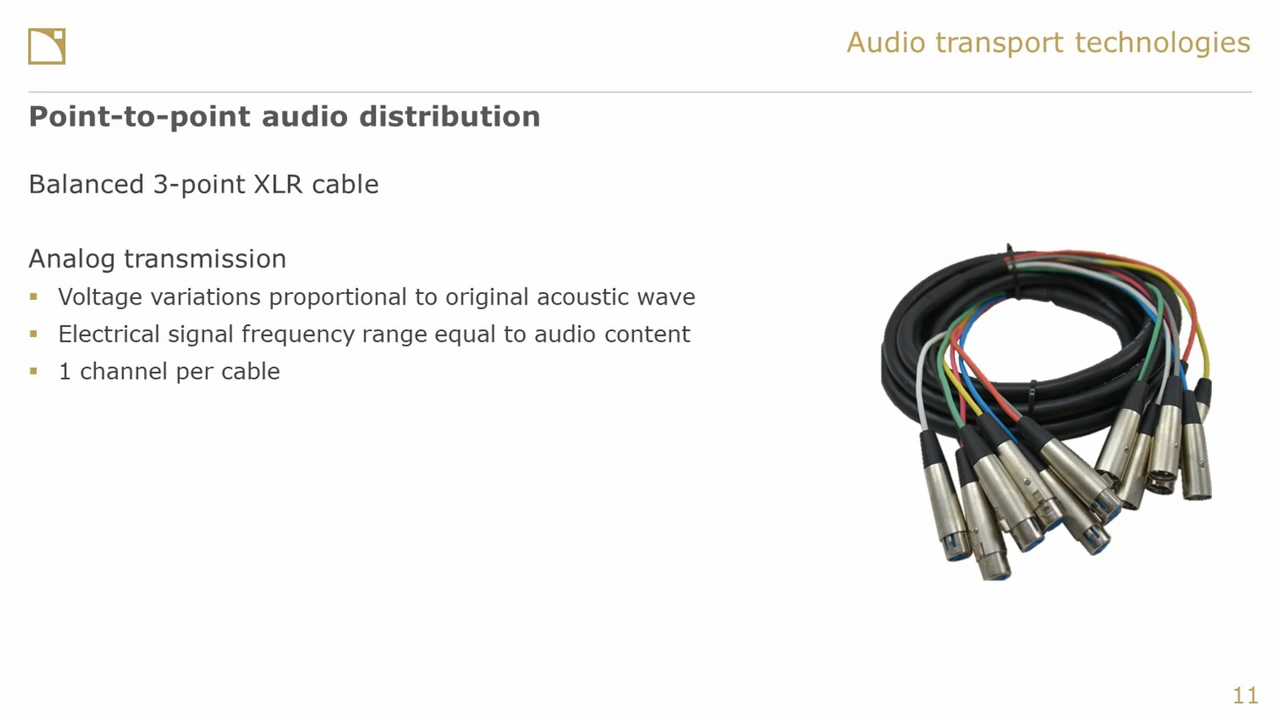 Audio transport technologies
Point-to-point audio distribution
Balanced 3-point XLR cable
Analog transmission
▪ Voltage variations proportional to original acoustic wave
▪ Electrical signal frequency range equal to audio content
▪ 1 channel per cable
11